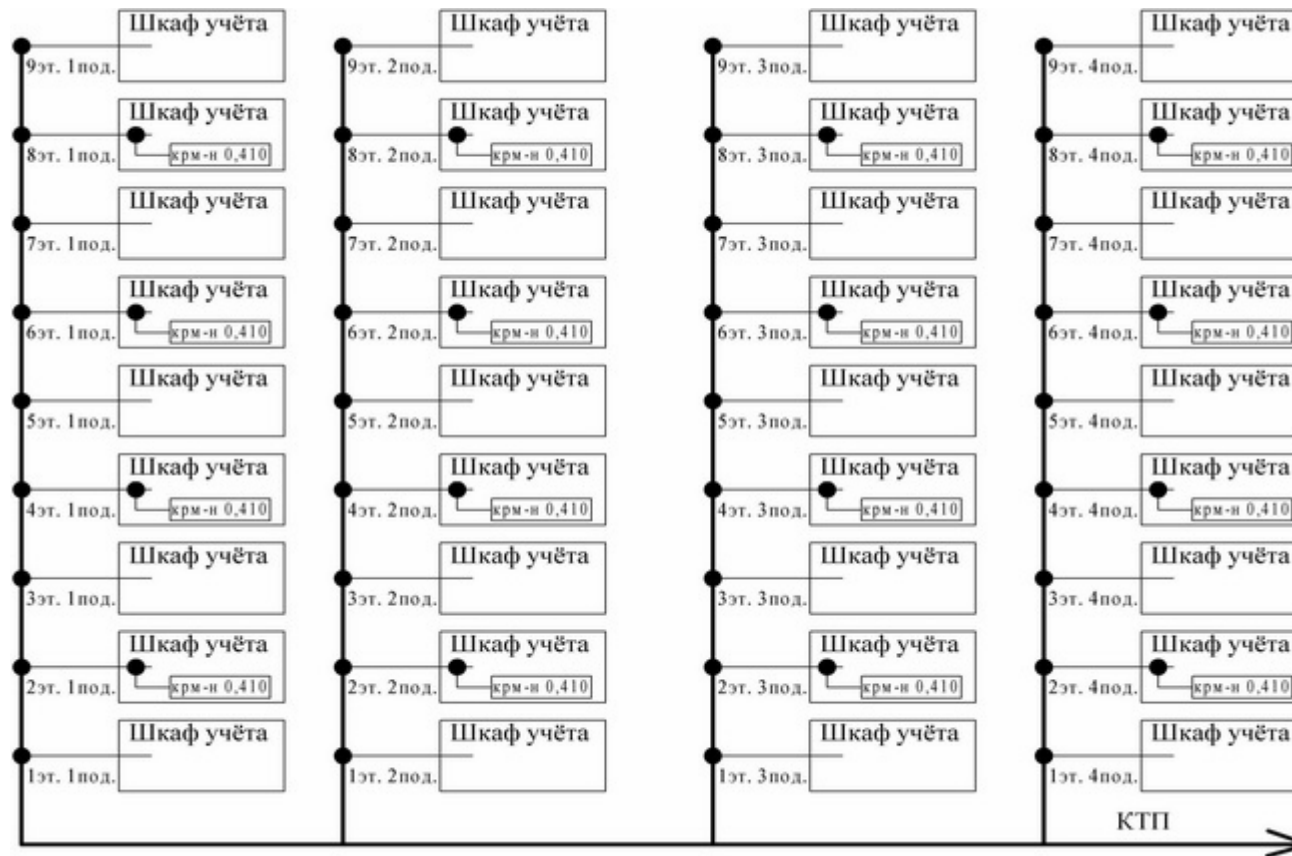 Шкаф учёта Шкаф учёта Шкаф учёта Шкаф учёта
9эт. 1под. 9эт. 2под. 9эт. 3под. 9эт. 4под.
Шкаф учёта Шкаф учёта Шкаф учёта Шкаф учёта
8эт. 1под. крм-н 0,410 8эт. 2под. крм-н 0,410 8эт. 3под. крм-н 0,410 8эт. 4под. крм-н 0,410
Шкаф учёта Шкаф учёта Шкаф учёта Шкаф учёта
7эт. 1под. 7эт. 2под. 7эт. 3под. 7эт. 4под.
Шкаф учёта Шкаф учёта Шкаф учёта Шкаф учёта
6эт. 1под. крм-н 0,410 6эт. 2под. крм-н 0,410 6эт. 3под. крм-н 0,410 6эт. 4под. крм-н 0,410
Шкаф учёта Шкаф учёта Шкаф учёта Шкаф учёта
5эт. 1под. 5эт. 2под. 5эт. 3под. 5эт. 4под.
Шкаф учёта Шкаф учёта Шкаф учёта Шкаф учёта
4эт. 1под. крм-н 0,410 4эт. 2под. крм-н 0,410 4эт. 3под. крм-н 0,410 4эт. 4под. крм-н 0,410
Шкаф учёта Шкаф учёта Шкаф учёта Шкаф учёта
3эт. 1под. 3эт. 2под. 3эт. 3под. 3эт. 4под.
Шкаф учёта Шкаф учёта Шкаф учёта Шкаф учёта
2эт. 1под. крм-н 0,410 2эт. 2под. крм-н 0,410 2эт. 3под. крм-н 0,410 2эт. 4под. крм-н 0,410
Шкаф учёта Шкаф учёта Шкаф учёта Шкаф учёта
1эт. 1под. 1эт. 2под. 1эт. 3под. 1эт. 4под.
КТП